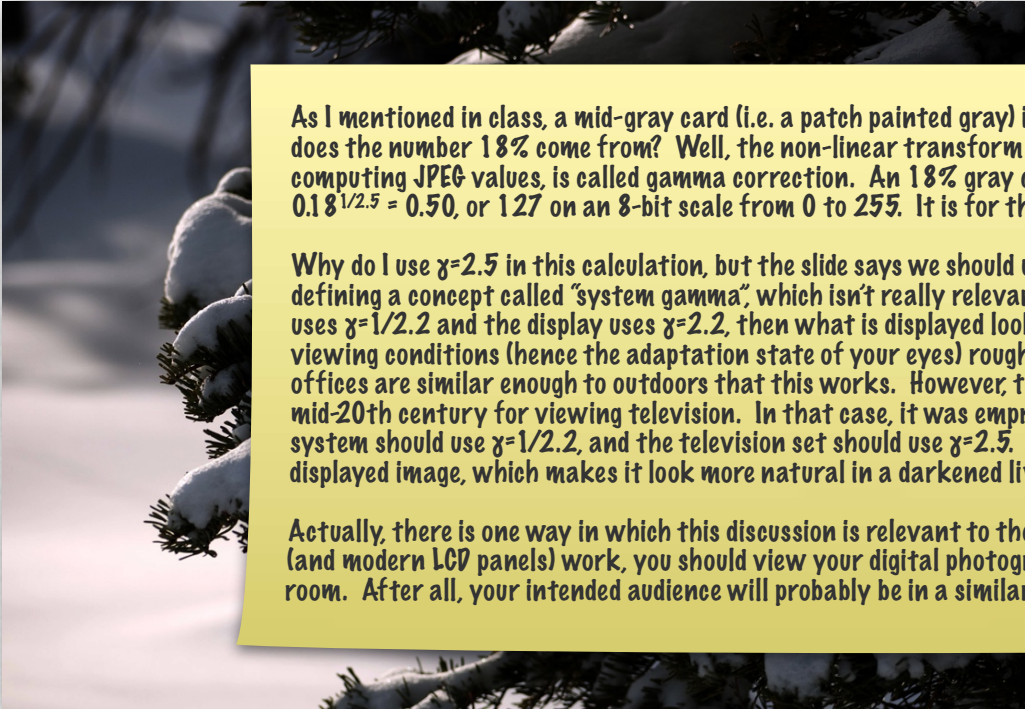 As I mentioned in class, a mid-gray card (i.e. a patch painted gray)
does the number 18% come from? Well, the non-linear transform
computing JPEG values, is called gamma correction. An 18% gray
0.18^1/2.5 = 0.50, or 127 on an 8-bit scale from 0 to 255. It is for
Why do I use γ=2.5 in this calculation, but the slide says we should
defining a concept called “system gamma”, which isn’t really
uses γ=1/2.2 and the display uses γ=2.2, then what is displayed
viewing conditions (hence the adaptation state of your eyes)
offices are similar enough to outdoors that this works. However,
mid-20th century for viewing television. In that case, it was
system should use γ=1/2.2, and the television set should use γ=2.5.
displayed image, which makes it look more natural in a darkened
Actually, there is one way in which this discussion is relevant to
(and modern LCD panels) work, you should view your digital
room. After all, your intended audience will probably be in a